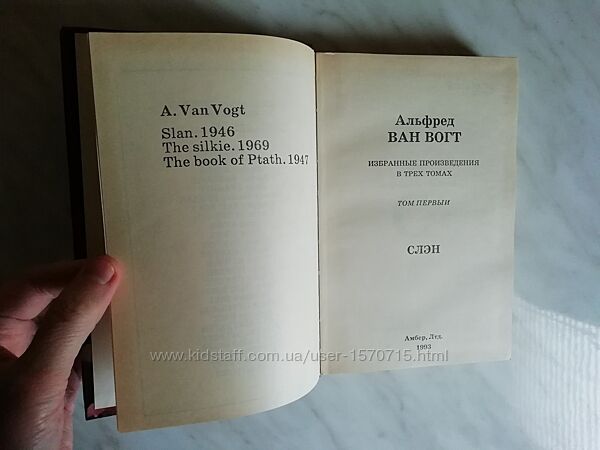 A. Van Vogt
Slan. 1946
The silkie. 1969
The book of Ptath. 1947
Альфред
ВАН ВОГТ
ИЗБРАННЫЕ ПРОИЗВЕДЕНИЯ
В ТРЕХ ТОМАХ
ТОМ ПЕРВЫЙ
СЛЭН
Амбер, Лтд.
1993
www.kidstaff.com.ua/user-1570715.html